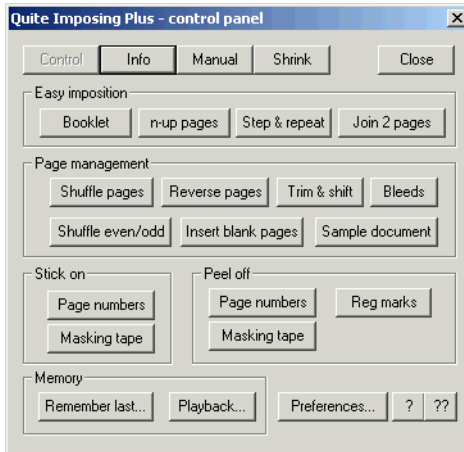 Quite Imposing Plus - control panel
Control Info Manual Shrink Close
Easy imposition
Booklet n-up pages Step & repeat Join 2 pages
Page management
Shuffle pages Reverse pages Trim & shift Bleeds
Shuffle even/odd Insert blank pages Sample document
Stick on
Page numbers
Masking tape
Peel off
Page numbers Reg marks
Masking tape
Memory
Remember last... Playback... Preferences... ? ??